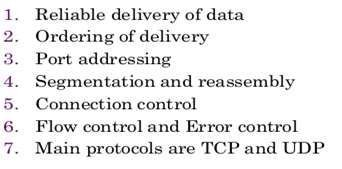 1. Reliable delivery of data
2. Ordering of delivery
3. Port addressing
4. Segmentation and reassembly
5. Connection control
6. Flow control and Error control
7. Main protocols are TCP and UDP